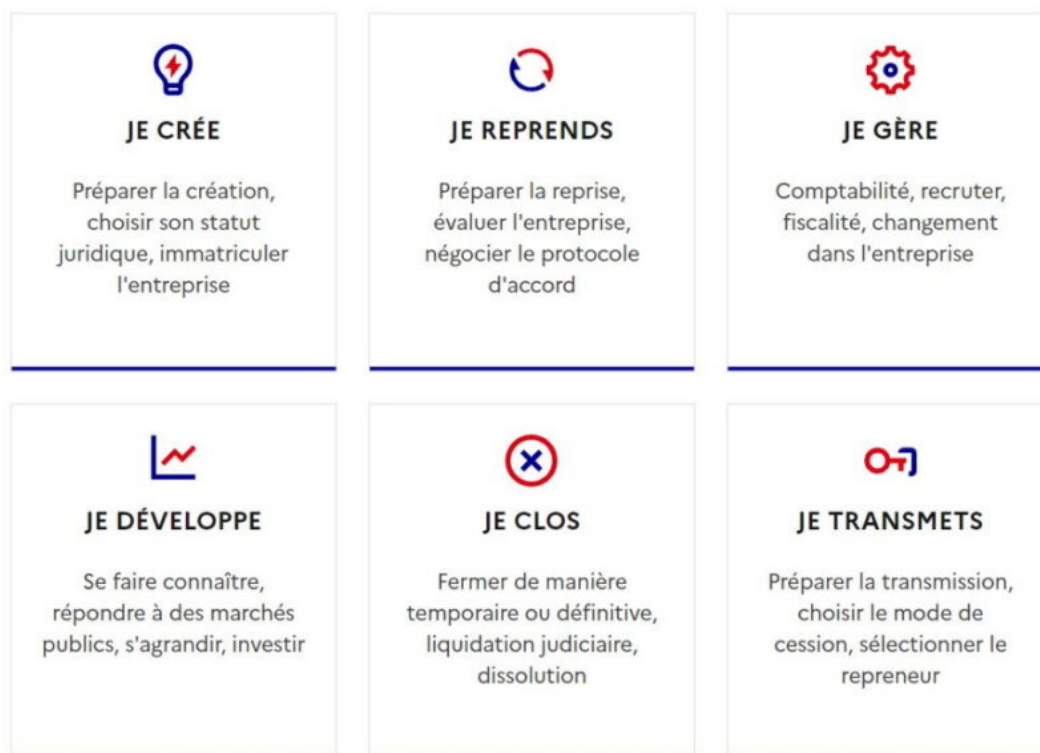 JE CRÉE
Préparer la création,
choisir son statut
juridique, immatriculer
l'entreprise
JE REPRENDS
Préparer la reprise,
évaluer l'entreprise,
négocier le protocole
d'accord
JE GÈRE
Comptabilité, recruter,
fiscalité, changement
dans l'entreprise
JE DÉVELOPPE
Se faire connaître,
répondre à des marchés
publics, s'agrandir, investir
JE CLOS
Fermer de manière
temporaire ou définitive,
liquidation judiciaire,
dissolution
JE TRANSMETS
Préparer la transmission,
choisir le mode de
cession, sélectionner le
repreneur